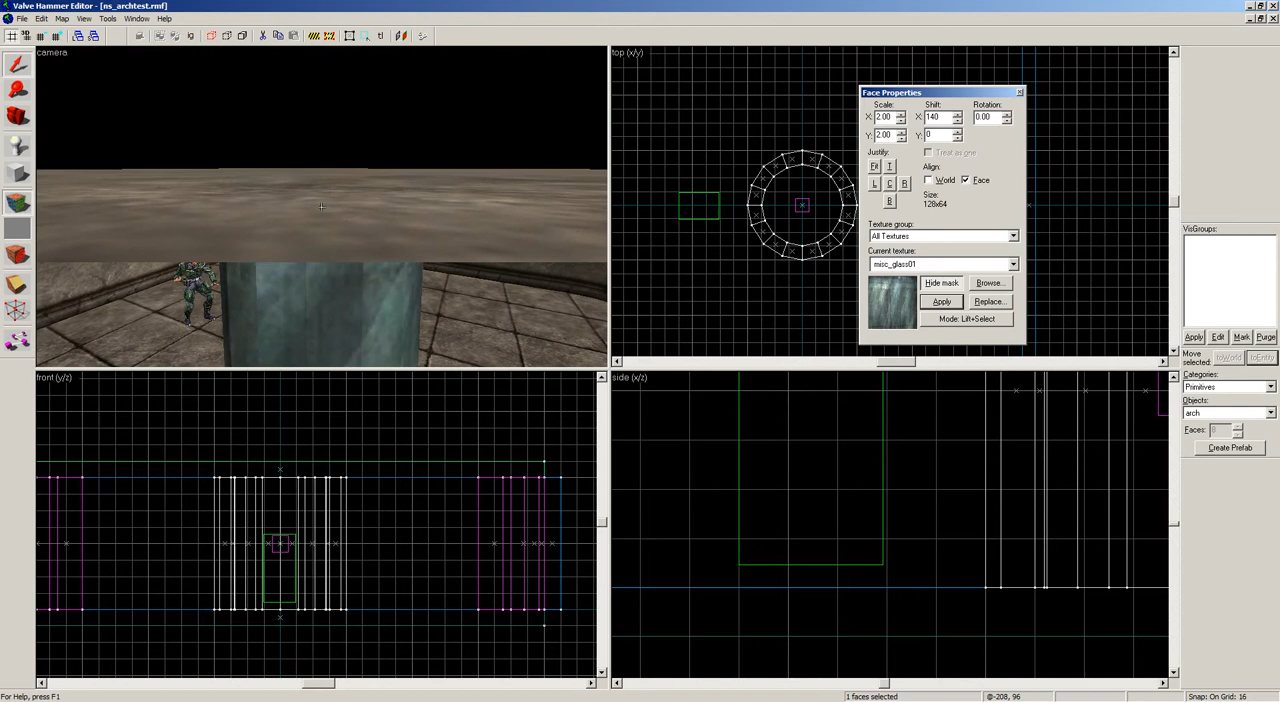 Valve Hammer Editor - [ns_archtest.rmf]
File Edit Map View Tools Window Help
camera
top (x/y)
Face Properties
Scale: Shift: Rotation:
X: 2.00 X: 140 0.00
Y: 2.00 Y: 0
Justify: Treat as one
Fit T Align:
L C R World Face
B Size:
128x64
Texture group:
All Textures
Current texture:
misc_glass01
Hide mask Browse...
Apply Replace...
Mode: Lift+Select
VisGroups:
Apply Edit Mark Purge
Move
selected: toWorld toEntity
Categories:
Primitives
Objects:
arch
Faces: 8
Create Prefab
front (y/z)
side (x/z)
For Help, press F1
1 faces selected
@-208, 96
Snap: On Grid: 16